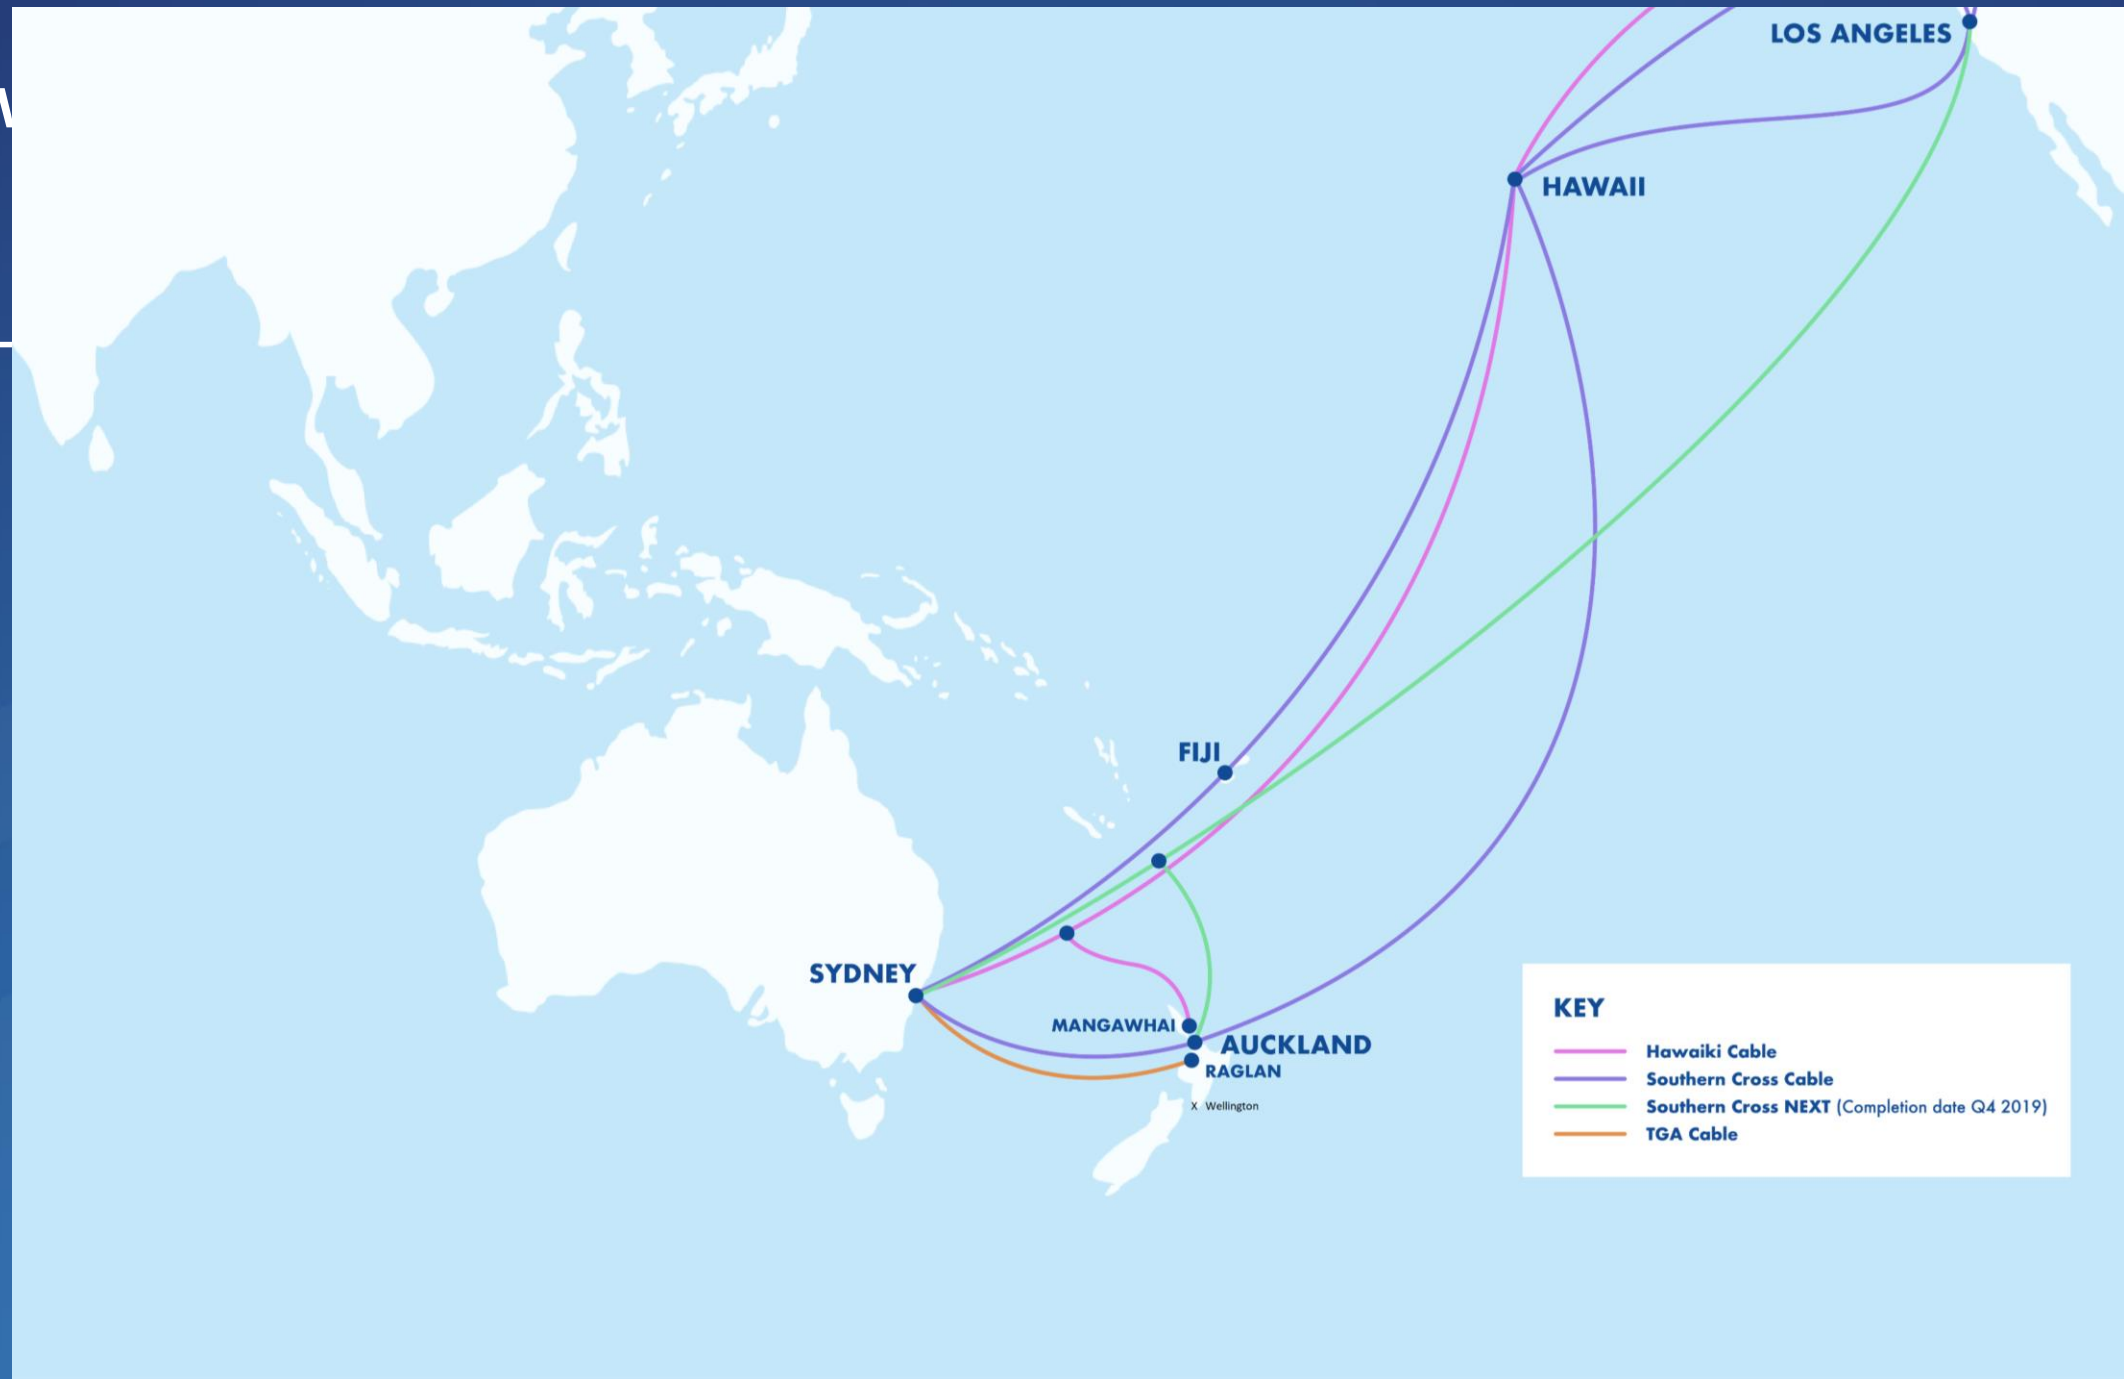 LOS ANGELES
HAWAII
FIJI
SYDNEY
MANGAWHAI
AUCKLAND
RAGLAN
X Wellington
KEY
Hawaiki Cable
Southern Cross Cable
Southern Cross NEXT (Completion date Q4 2019)
TGA Cable